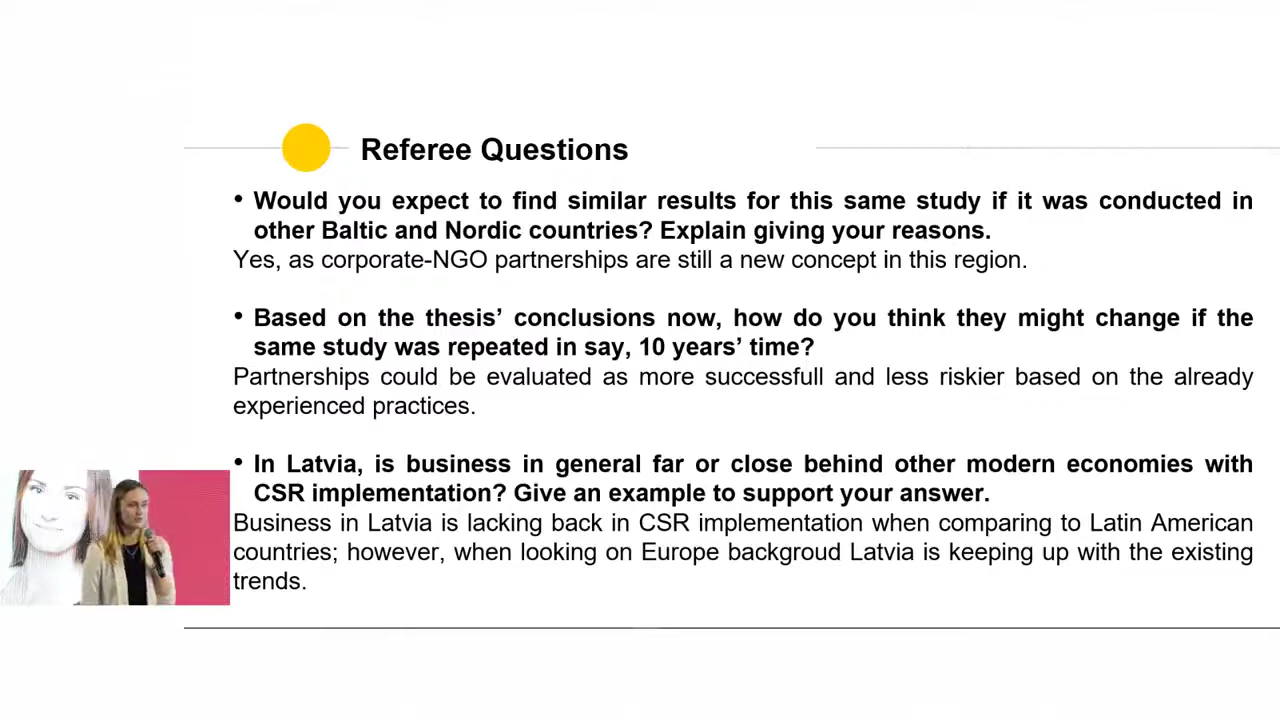 Referee Questions
• Would you expect to find similar results for this same study if it was conducted in
other Baltic and Nordic countries? Explain giving your reasons.
Yes, as corporate-NGO partnerships are still a new concept in this region.
• Based on the thesis’ conclusions now, how do you think they might change if the
same study was repeated in say, 10 years’ time?
Partnerships could be evaluated as more successfull and less riskier based on the already
experienced practices.
• In Latvia, is business in general far or close behind other modern economies with
CSR implementation? Give an example to support your answer.
Business in Latvia is lacking back in CSR implementation when comparing to Latin American
countries; however, when looking on Europe backgroud Latvia is keeping up with the existing
trends.